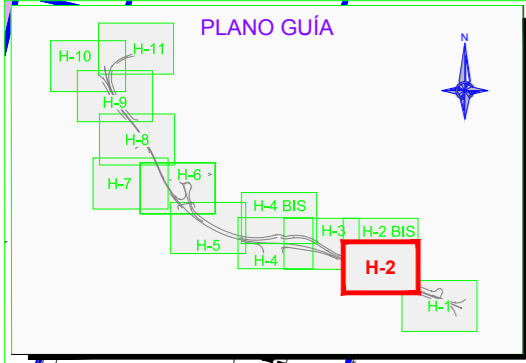 PLANO GUÍA
N
H-11
H-10
H-9
H-8
H-7
H-6
H-5
H-4 BIS
H-4
H-3
H-2 BIS
H-2
H-1